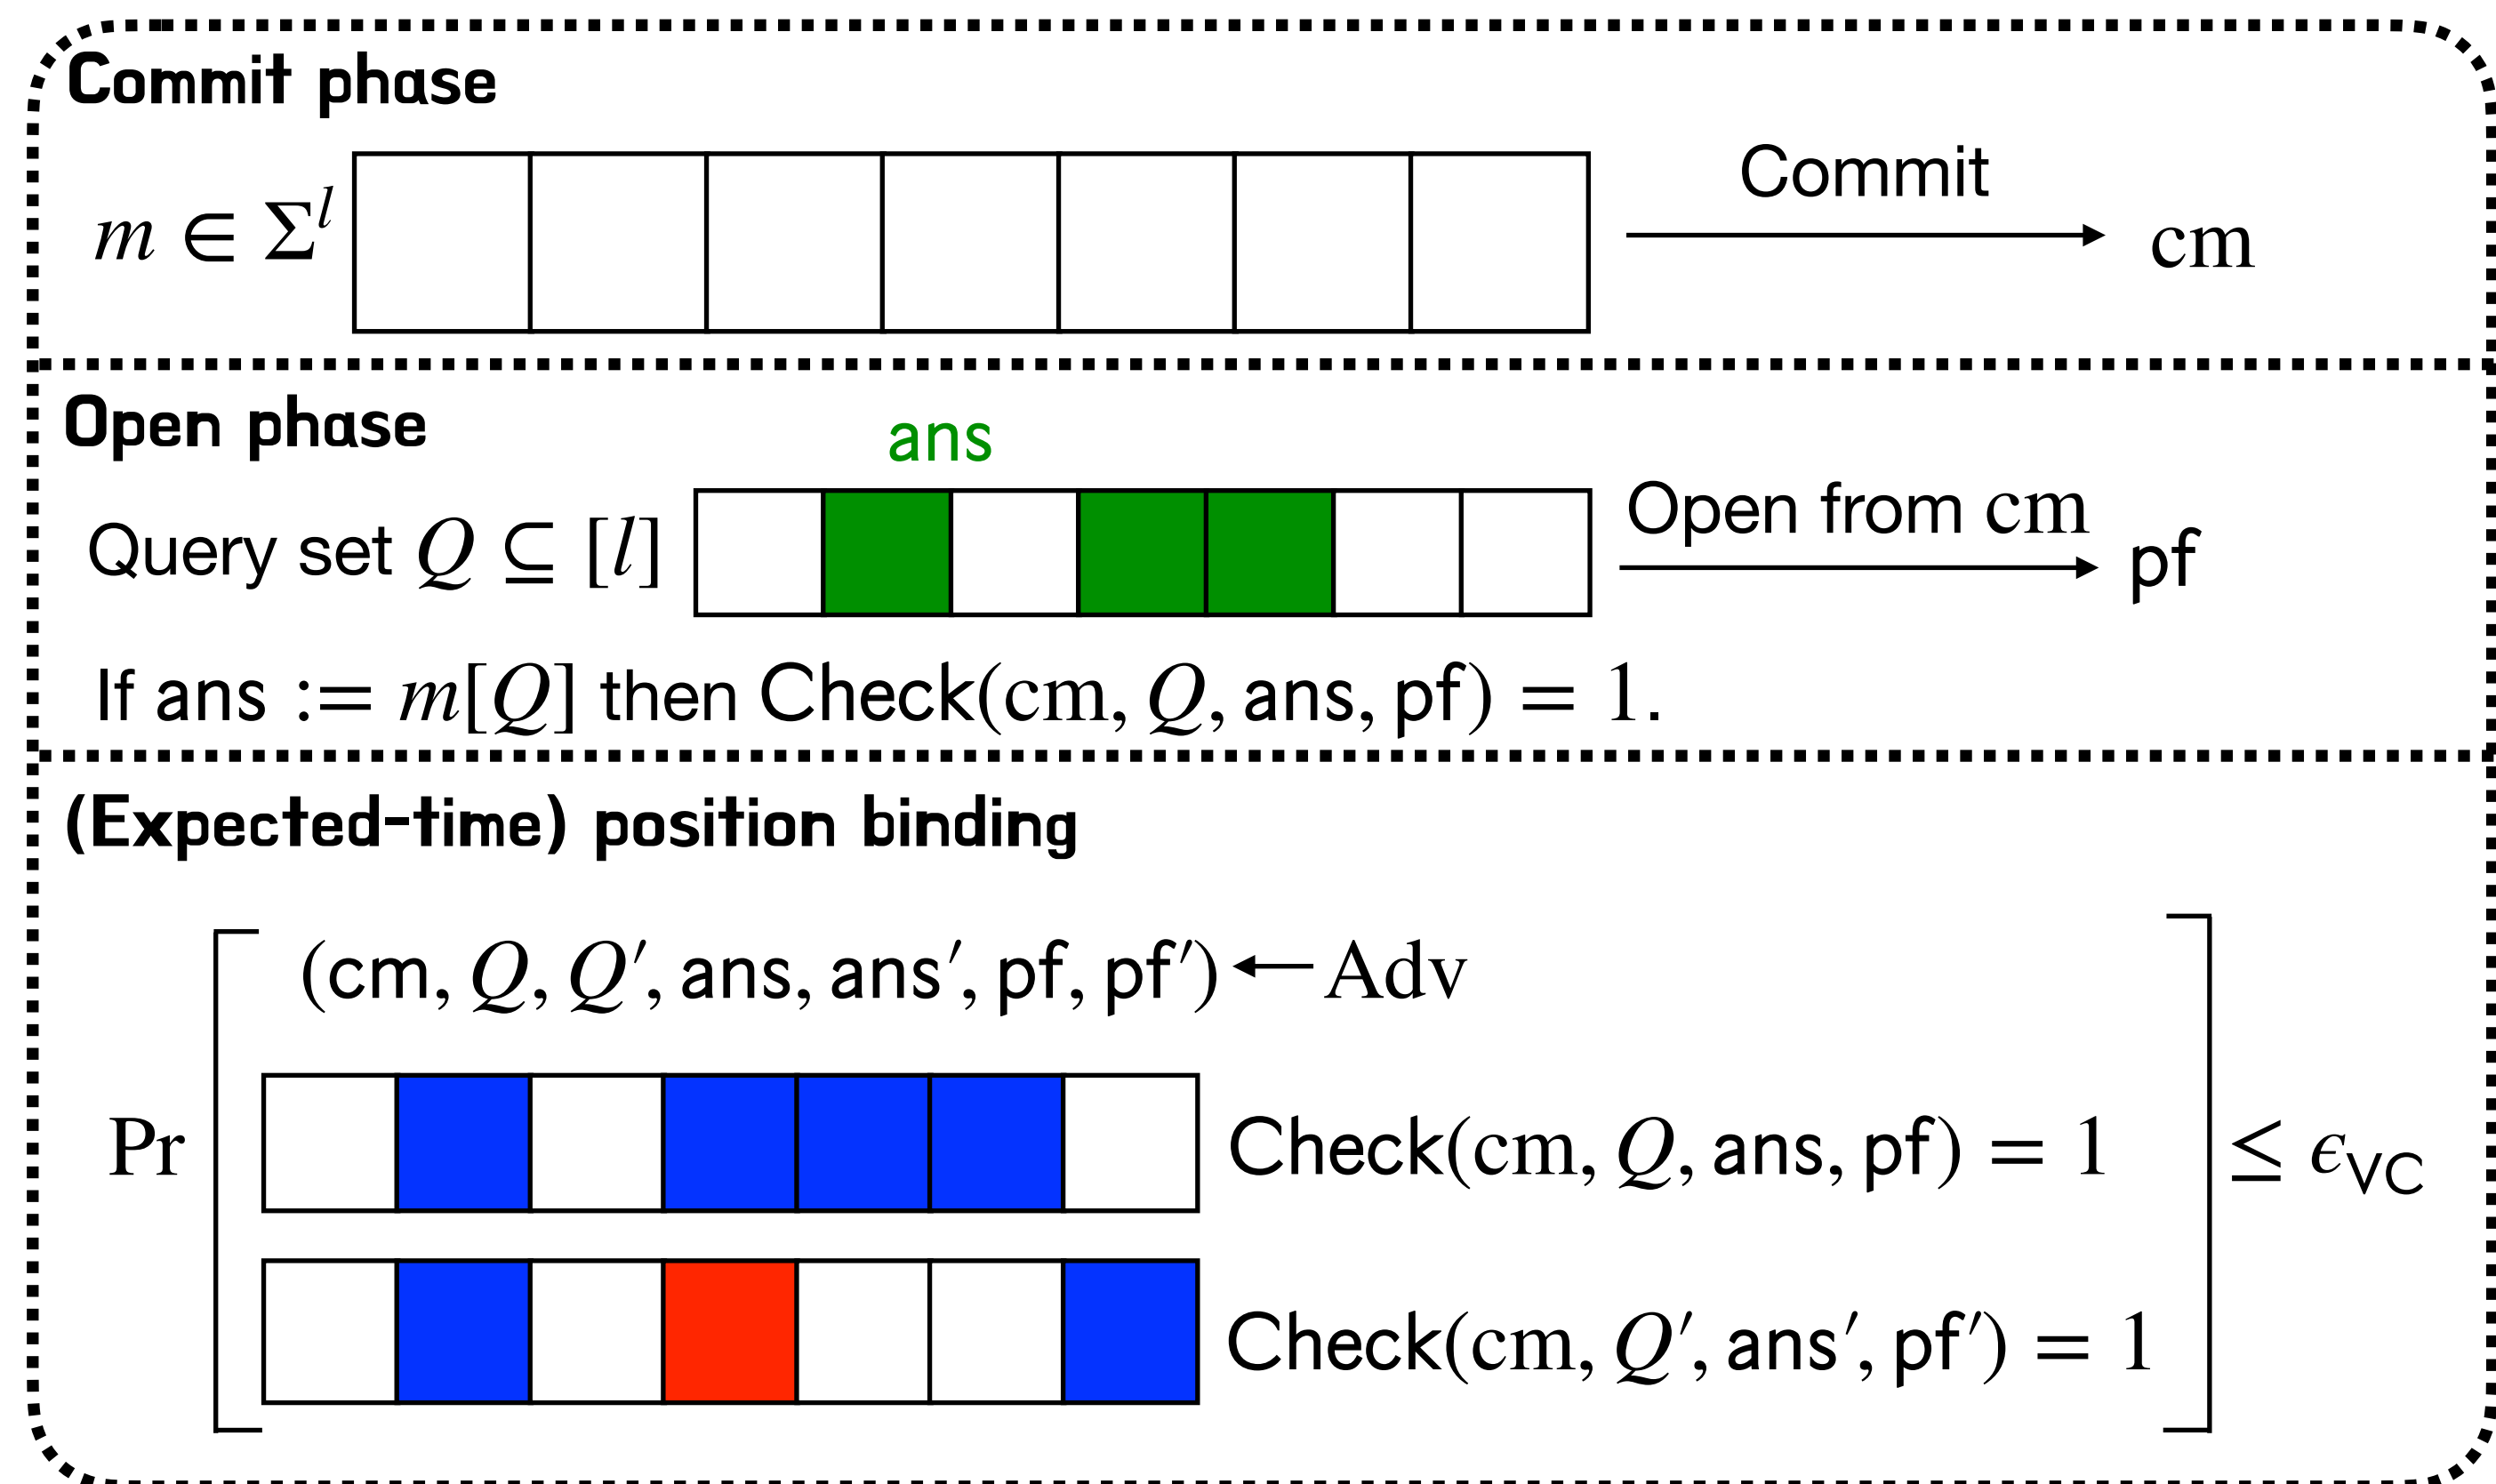 Commit phase
m ∈ Σ^l Commit cm
Open phase
ans
Query set Q ⊆ [l] Open from cm pf
If ans := m[Q] then Check(cm, Q, ans, pf) = 1.
(Expected-time) position binding
(cm, Q, Q′, ans, ans′, pf, pf′) ← Adv
Pr Check(cm, Q, ans, pf) = 1 ≤ ϵ_VC
Check(cm, Q′, ans′, pf′) = 1